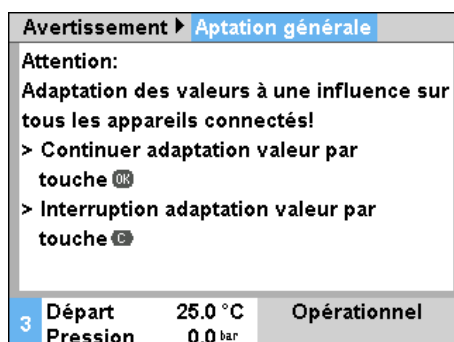 Avertissement ▶ Aptation générale
Attention:
Adaptation des valeurs à une influence sur
tous les appareils connectés!
> Continuer adaptation valeur par
touche OK
> Interruption adaptation valeur par
touche C
3 Départ 25.0 °C Opérationnel
Pression 0.0 bar